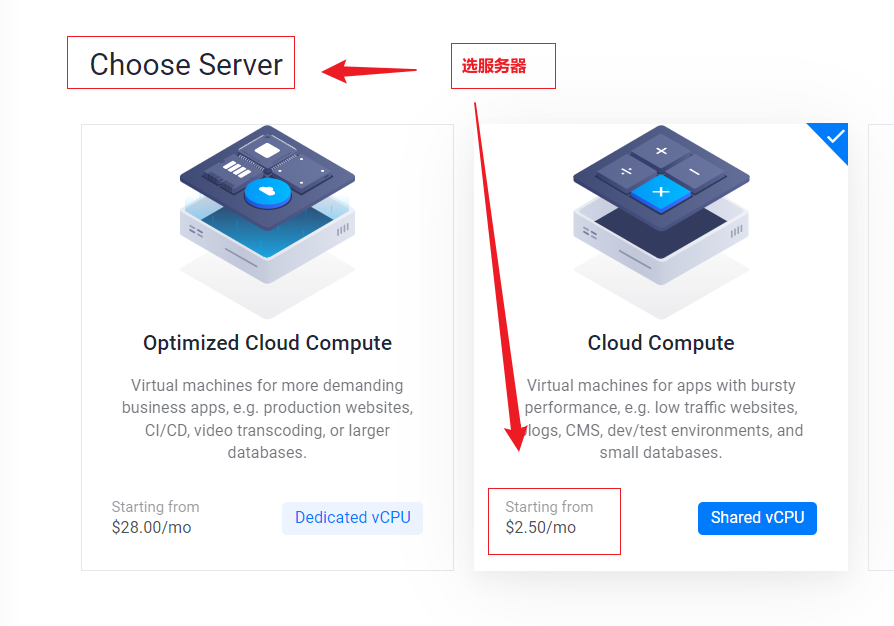 Choose Server
选服务器
Optimized Cloud Compute
Virtual machines for more demanding
business apps, e.g. production websites,
CI/CD, video transcoding, or larger
databases.
Starting from
$28.00/mo
Dedicated vCPU
Cloud Compute
Virtual machines for apps with bursty
performance, e.g. low traffic websites,
logs, CMS, dev/test environments, and
small databases.
Starting from
$2.50/mo
Shared vCPU